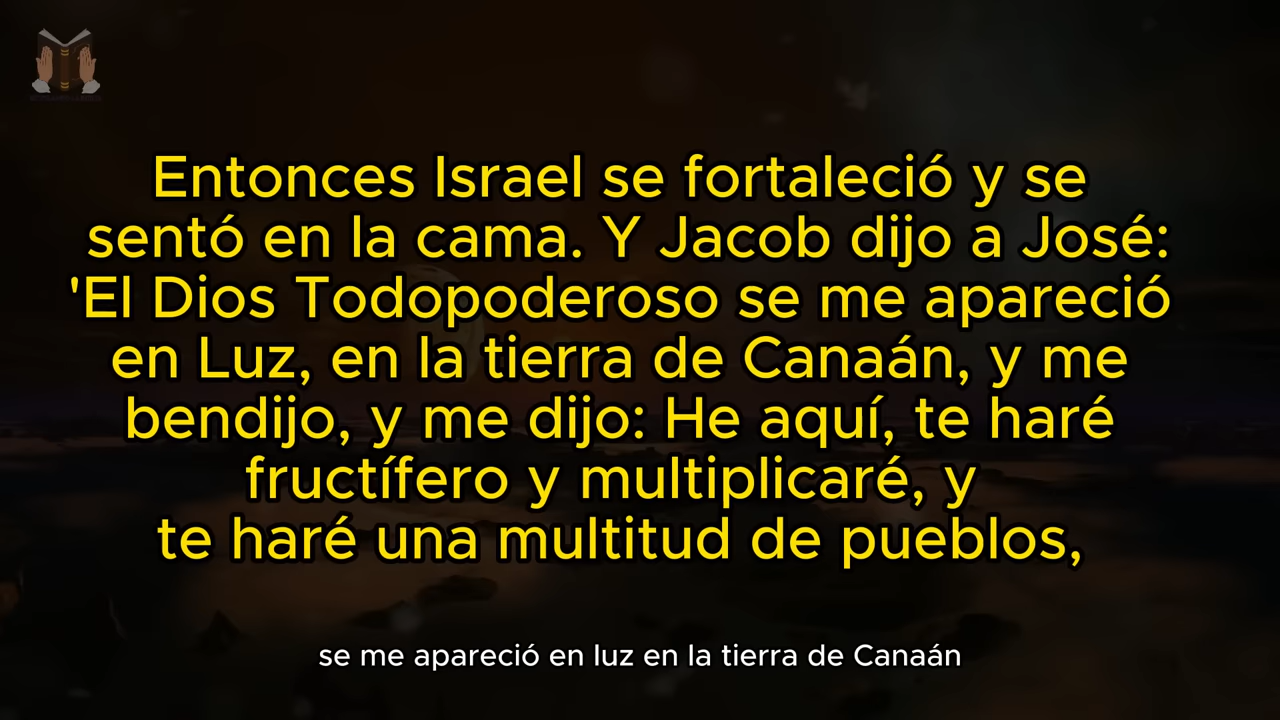 Entonces Israel se fortaleció y se
sentó en la cama. Y Jacob dijo a José:
'El Dios Todopoderoso se me apareció
en Luz, en la tierra de Canaán, y me
bendijo, y me dijo: He aquí, te haré
fructífero y multiplicaré, y
te haré una multitud de pueblos,
se me apareció en luz en la tierra de Canaán